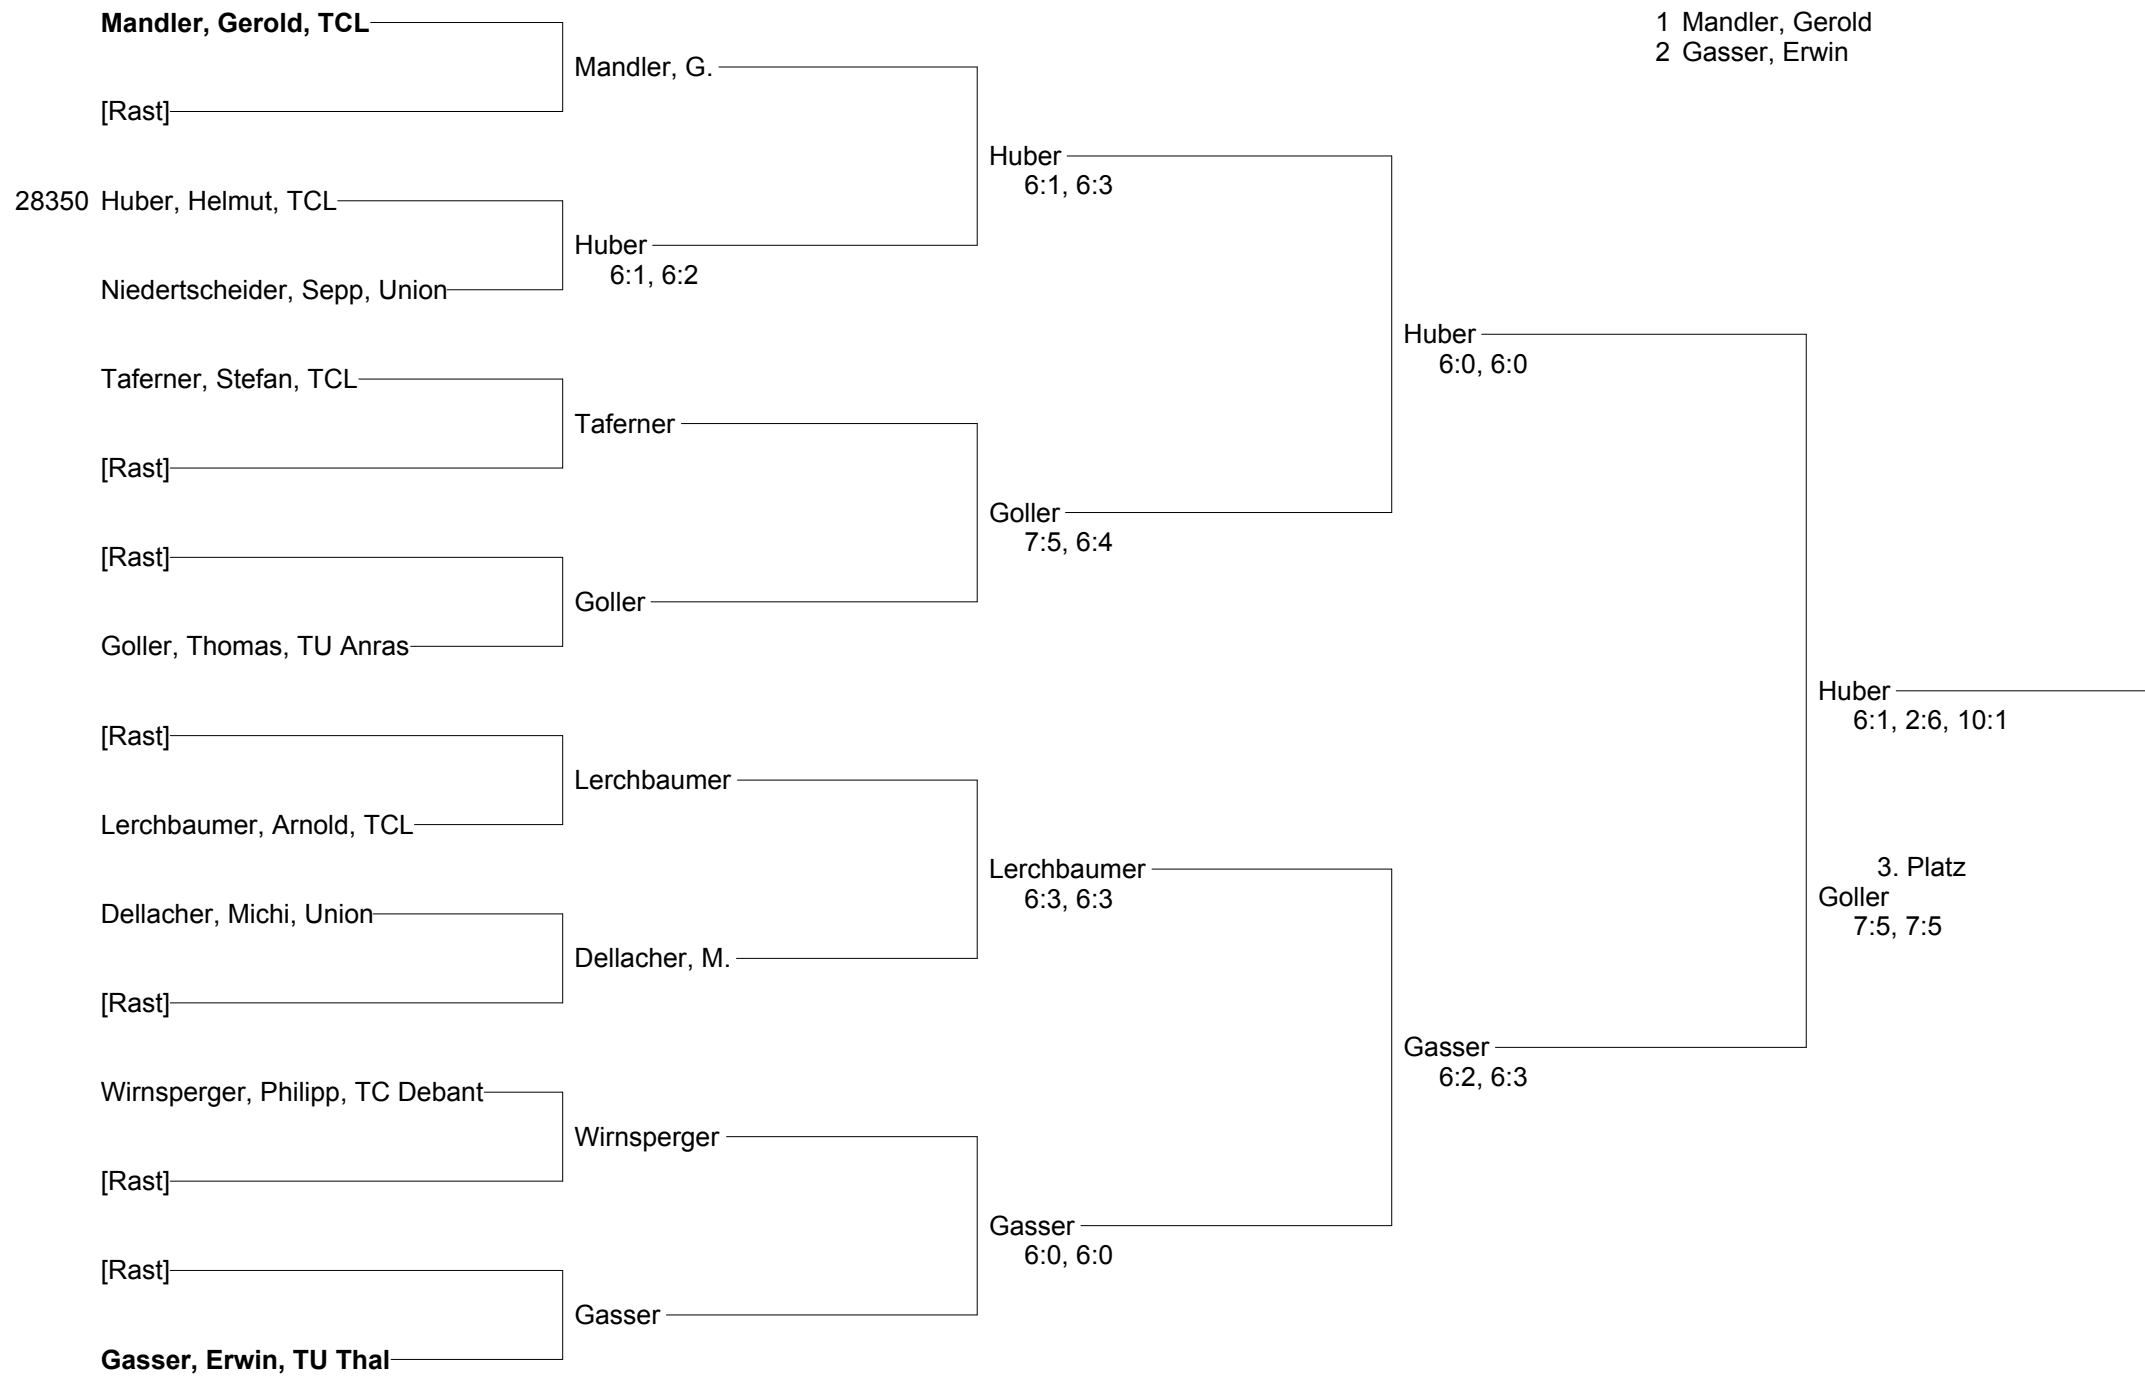 Mandler, Gerold, TCL
1 Mandler, Gerold
2 Gasser, Erwin
Mandler, G.
[Rast]
Huber
6:1, 6:3
28350 Huber, Helmut, TCL
Huber
6:1, 6:2
Niedertscheider, Sepp, Union
Huber
6:0, 6:0
Taferner, Stefan, TCL
Taferner
[Rast]
Goller
7:5, 6:4
[Rast]
Goller
Goller, Thomas, TU Anras
Huber
6:1, 2:6, 10:1
[Rast]
Lerchbaumer
Lerchbaumer, Arnold, TCL
3. Platz
Goller
7:5, 7:5
Lerchbaumer
6:3, 6:3
Dellacher, Michi, Union
Dellacher, M.
[Rast]
Gasser
6:2, 6:3
Wirnsperger, Philipp, TC Debant
Wirnsperger
[Rast]
Gasser
6:0, 6:0
[Rast]
Gasser
Gasser, Erwin, TU Thal